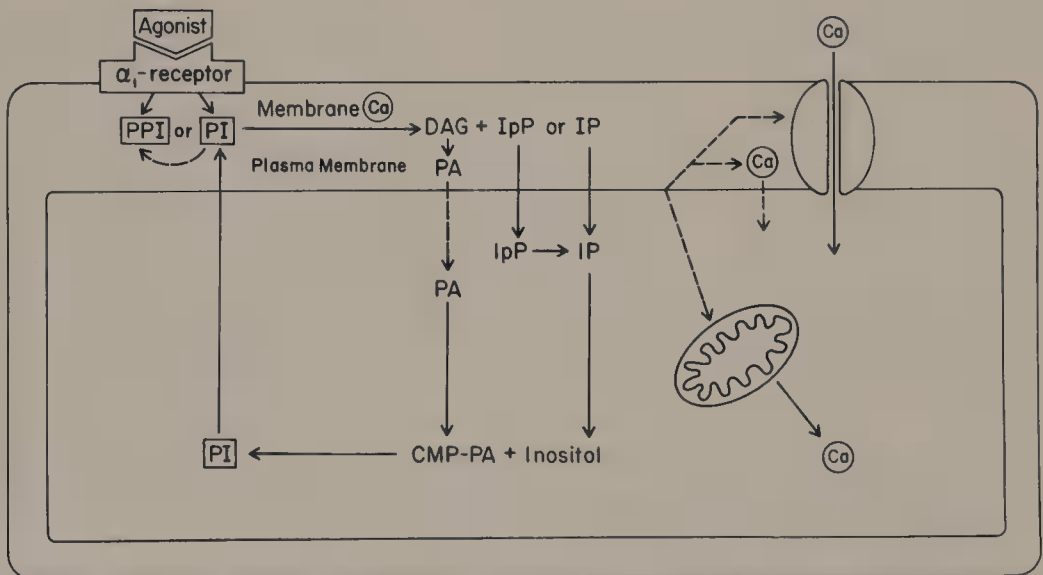 Agonist
α₁-receptor
PPI or PI
Membrane Ca
DAG + IpP or IP
Plasma Membrane
PA
IpP IP
PA
PI
CMP-PA + Inositol
Ca
Ca
Ca